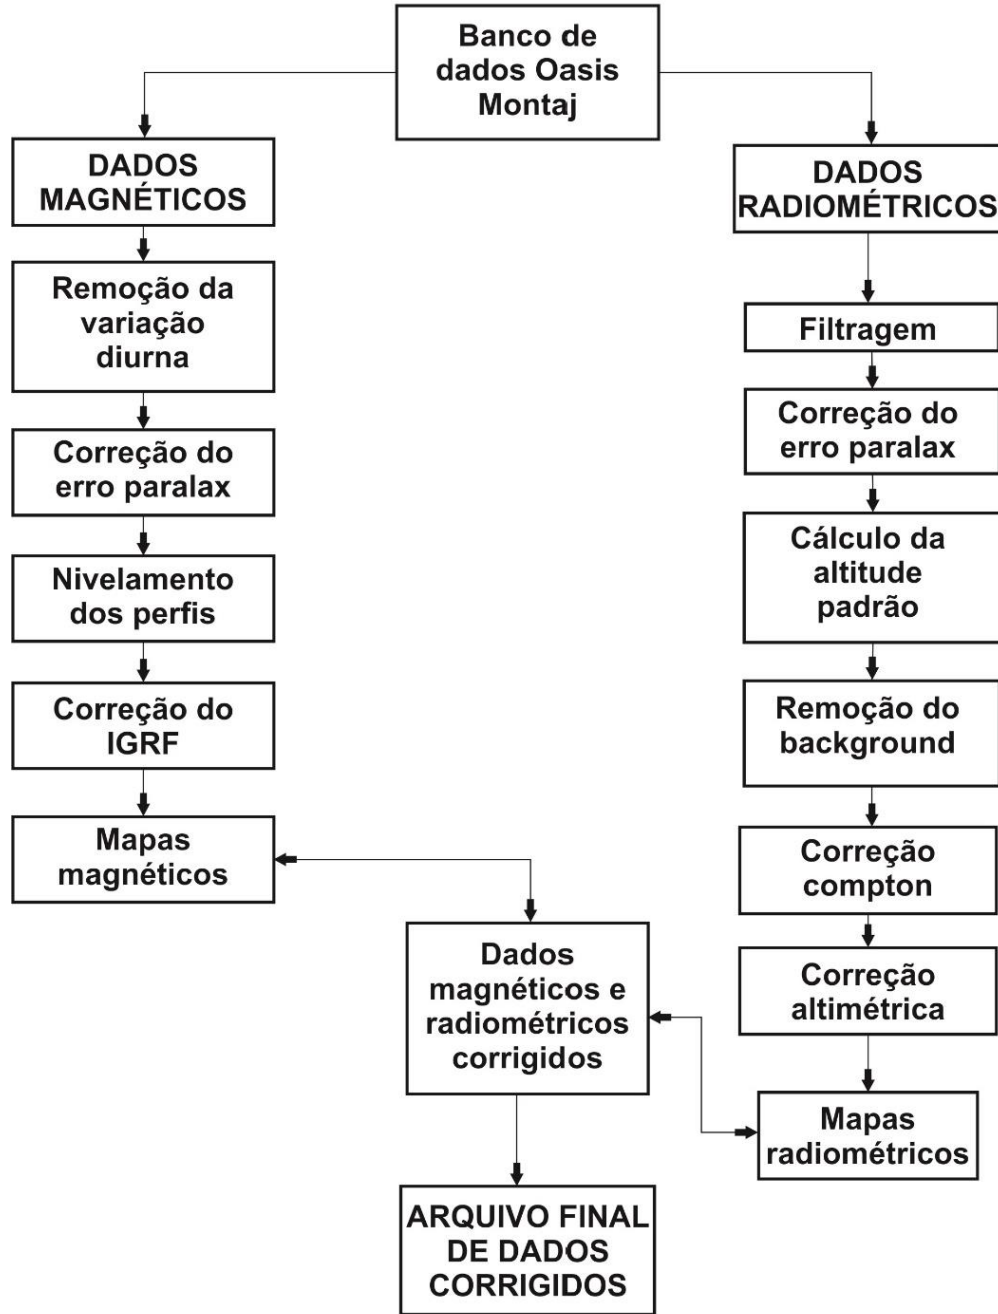 Banco de
dados Oasis
Montaj
DADOS
MAGNÉTICOS
Remoção da
variação
diurna
Correção do
erro paralax
Nivelamento
dos perfis
Correção do
IGRF
Mapas
magnéticos
DADOS
RADIOMÉTRICOS
Filtragem
Correção do
erro paralax
Cálculo da
altitude
padrão
Remoção do
background
Correção
compton
Correção
altimétrica
Mapas
radiométricos
Dados
magnéticos e
radiométricos
corrigidos
ARQUIVO FINAL
DE DADOS
CORRIGIDOS